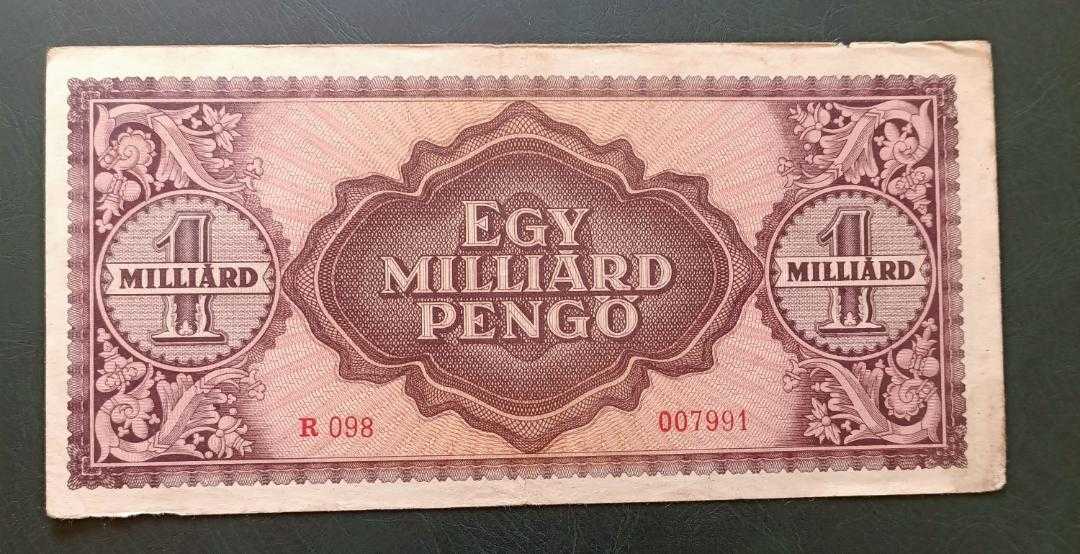 EGY
MILLIÁRD
PENGŐ
1
MILLIÁRD
1
MILLIÁRD
R 098
007991